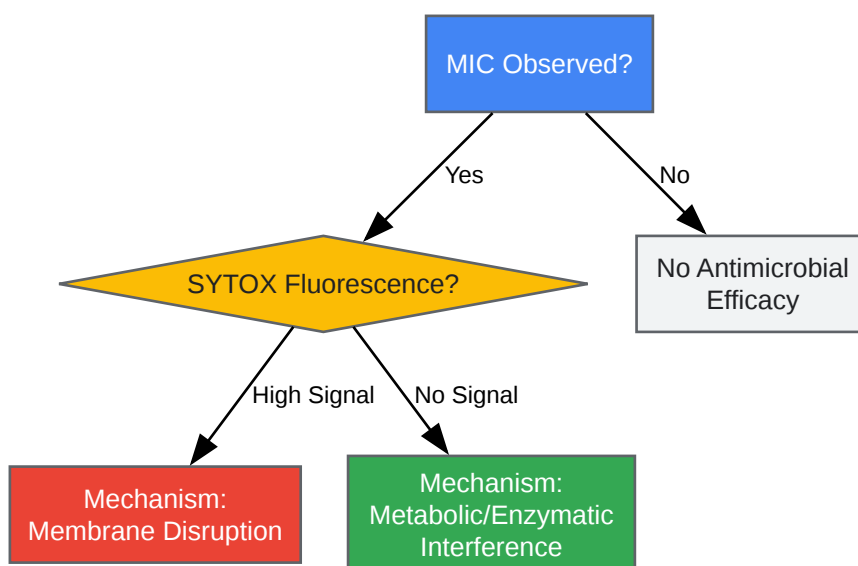 MIC Observed?
Yes
No
SYTOX Fluorescence?
No Antimicrobial
Efficacy
High Signal
No Signal
Mechanism:
Membrane Disruption
Mechanism:
Metabolic/Enzymatic
Interference